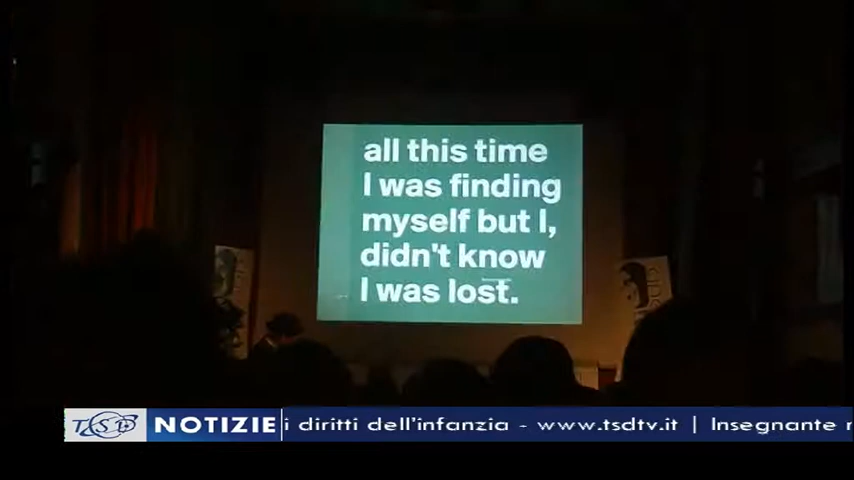 all this time
I was finding
myself but I,
didn't know
I was lost.
TSD NOTIZIE i diritti dell'infanzia - www.tsdtv.it | Insegnante